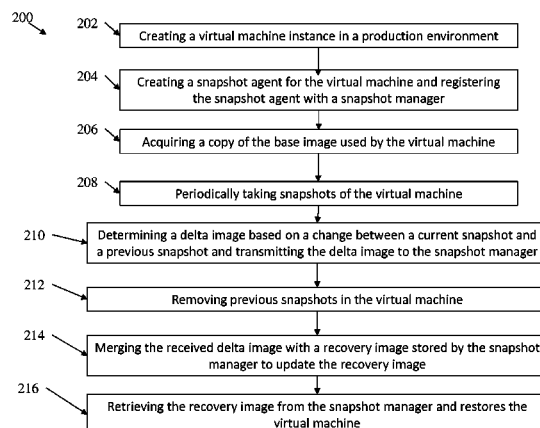 200
202
Creating a virtual machine instance in a production environment
204
Creating a snapshot agent for the virtual machine and registering
the snapshot agent with a snapshot manager
206
Acquiring a copy of the base image used by the virtual machine
208
Periodically taking snapshots of the virtual machine
210
Determining a delta image based on a change between a current snapshot and
a previous snapshot and transmitting the delta image to the snapshot manager
212
Removing previous snapshots in the virtual machine
214
Merging the received delta image with a recovery image stored by the snapshot
manager to update the recovery image
216
Retrieving the recovery image from the snapshot manager and restores the
virtual machine